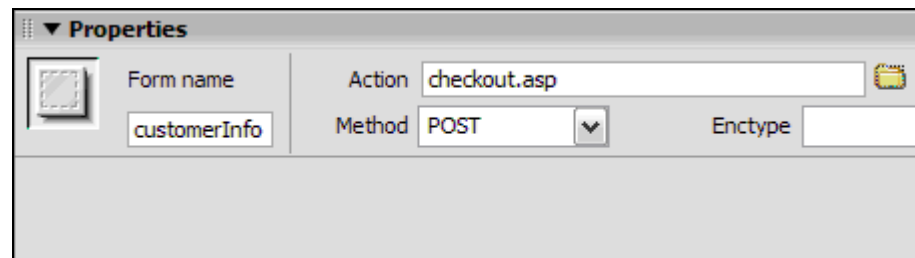 Properties
Form name
Action checkout.asp
customerInfo
Method POST Enctype